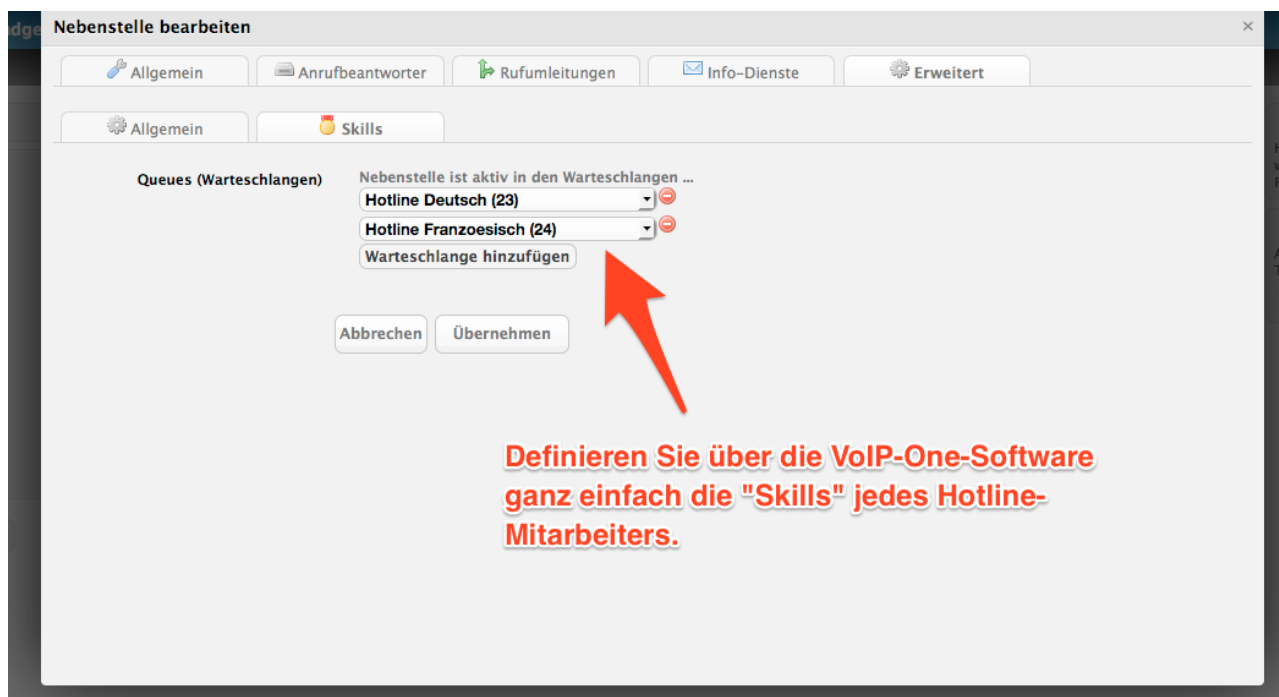 Nebenstelle bearbeiten
Allgemein Anrufbeantworter Rufumleitungen Info-Dienste Erweitert
Allgemein Skills
Queues (Warteschlangen) Nebenstelle ist aktiv in den Warteschlangen ...
Hotline Deutsch (23)
Hotline Franzoesisch (24)
Warteschlange hinzufügen
Abbrechen Übernehmen
Definieren Sie über die VoIP-One-Software
ganz einfach die "Skills" jedes Hotline-
Mitarbeiters.